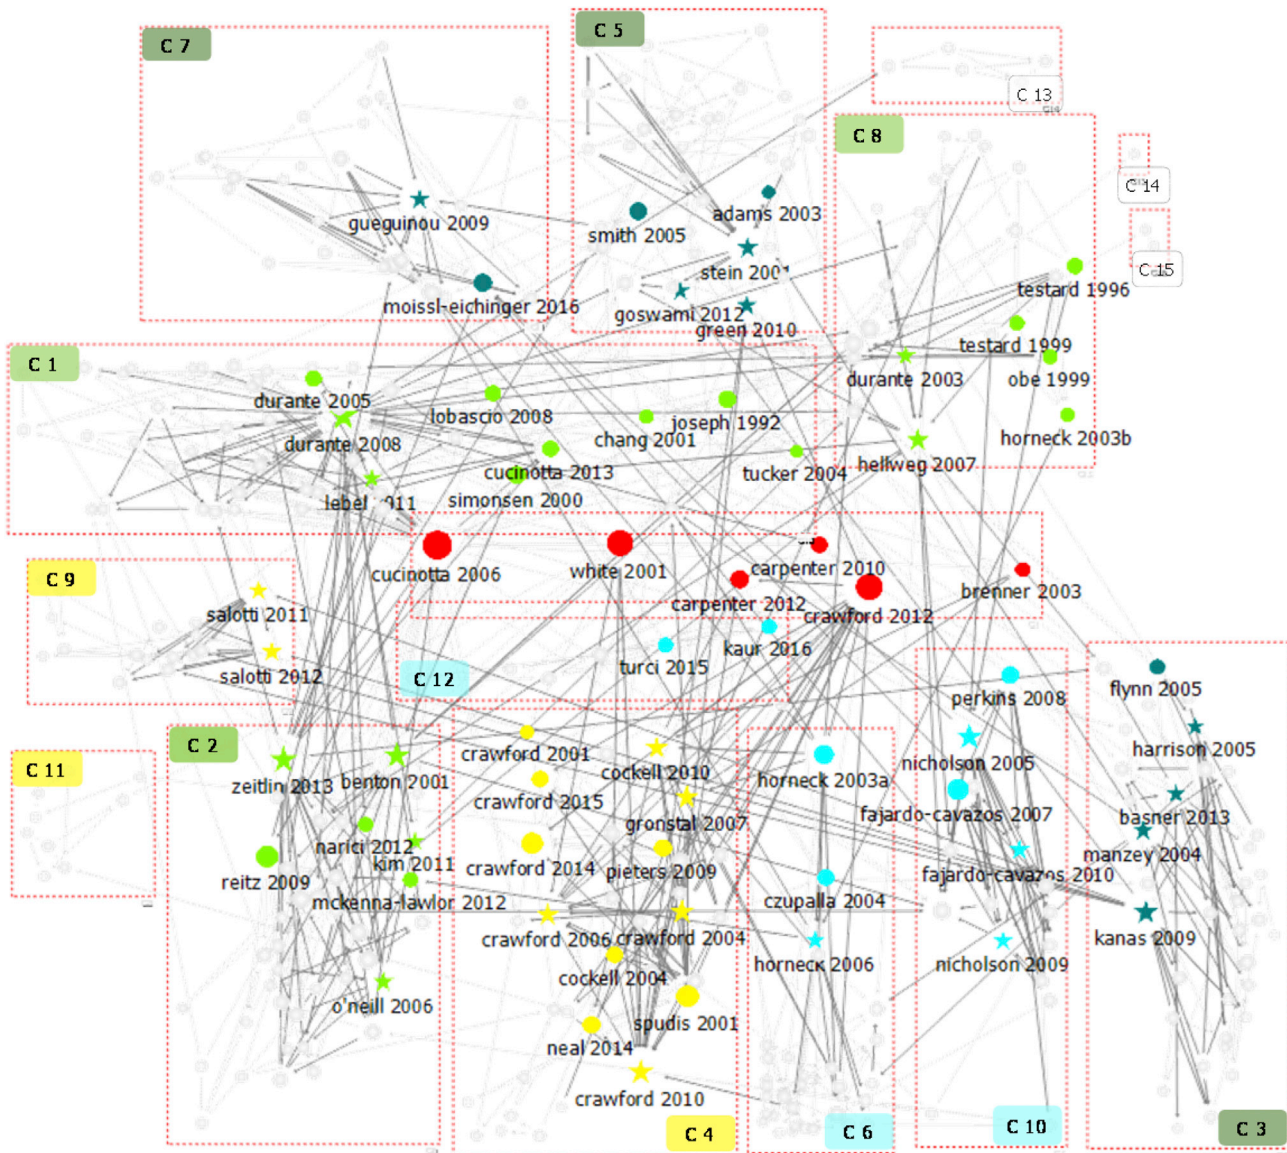 C 7
C 5
C 13
C 8
C 14
C 15
gueguinou 2009
moissl-eichinger 2016
smith 2005
adams 2003
stein 2001
goswami 2012
green 2010
testard 1996
testard 1999
durante 2003
obe 1999
horneck 2003b
hellweg 2007
C 1
durante 2005
durante 2008
lobascio 2008
chang 2001
joseph 1992
cucinotta 2013
tucker 2004
lebel 2011
simonsen 2000
cucinotta 2006
white 2001
carpenter 2010
carpenter 2012
crawford 2012
brenner 2003
C 9
salotti 2011
salotti 2012
C 12
turci 2015
kaur 2016
C 11
C 2
zeitlin 2013
benton 2001
narici 2012
kim 2011
reitz 2009
mckenna-lawlor 2012
o'neill 2006
crawford 2001
cockell 2010
crawford 2015
gronstal 2007
crawford 2014
pieters 2009
crawford 2006
crawford 2004
cockell 2004
spudis 2001
neal 2014
crawford 2010
C 4
horneck 2003a
czupalla 2004
horneck 2006
C 6
perkins 2008
nicholson 2005
fajardo-cavazos 2007
fajardo-cavazos 2010
nicholson 2009
C 10
flynn 2005
harrison 2005
basner 2013
manzey 2004
kanas 2009
C 3